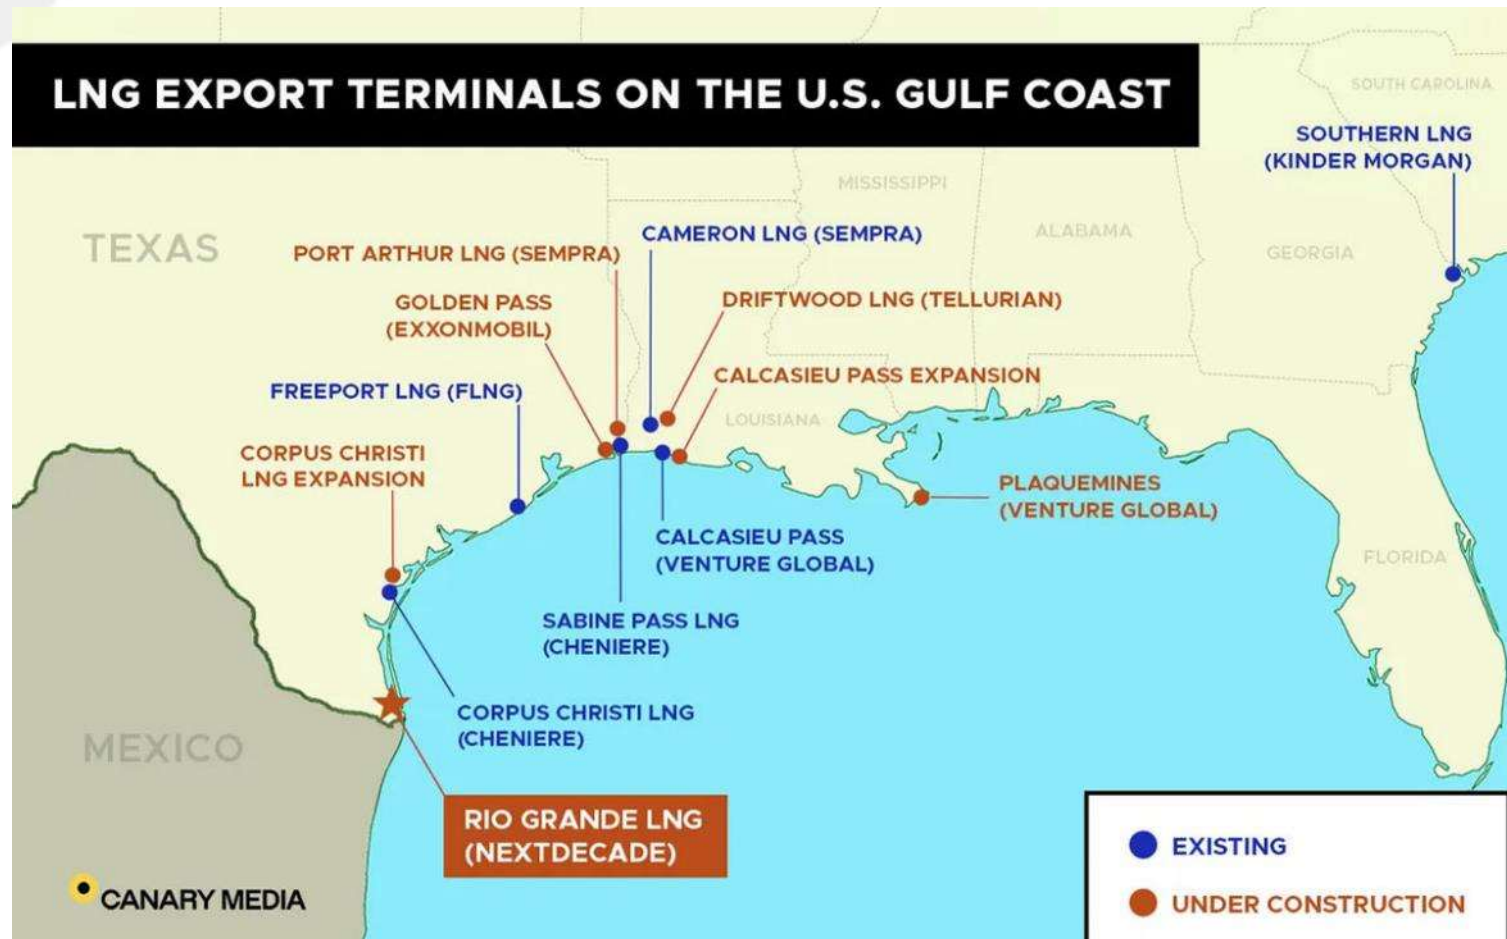 LNG EXPORT TERMINALS ON THE U.S. GULF COAST
SOUTH CAROLINA
SOUTHERN LNG
(KINDER MORGAN)
MISSISSIPPI
ALABAMA
GEORGIA
TEXAS
CAMERON LNG (SEMPRA)
PORT ARTHUR LNG (SEMPRA)
GOLDEN PASS
(EXXONMOBIL)
DRIFTWOOD LNG (TELLURIAN)
CALCASIEU PASS EXPANSION
FREEPORT LNG (FLNG)
LOUISIANA
CORPUS CHRISTI
LNG EXPANSION
PLAQUEMINES
(VENTURE GLOBAL)
CALCASIEU PASS
(VENTURE GLOBAL)
FLORIDA
SABINE PASS LNG
(CHENIERE)
CORPUS CHRISTI LNG
(CHENIERE)
MEXICO
RIO GRANDE LNG
(NEXTDECADE)
EXISTING
UNDER CONSTRUCTION
CANARY MEDIA